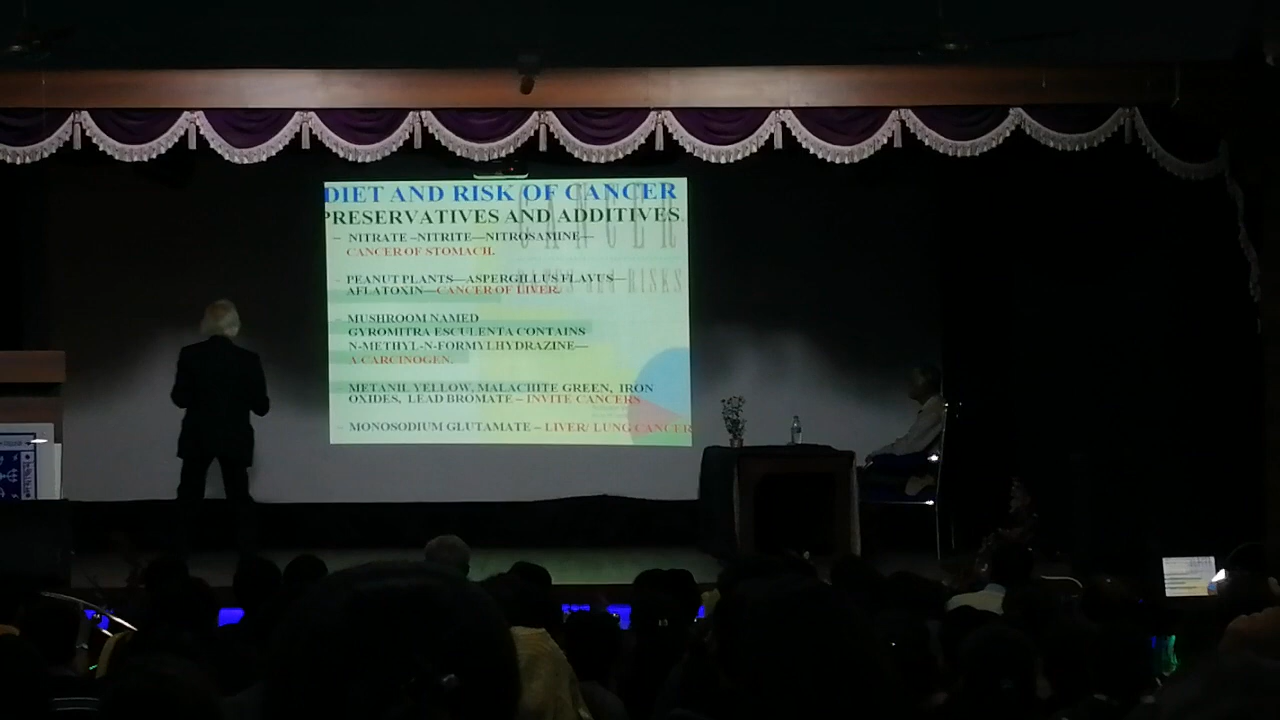 DIET AND RISK OF CANCER
PRESERVATIVES AND ADDITIVES.
– NITRATE –NITRITE—NITROSAMINE—
CANCER OF STOMACH.
– PEANUT PLANTS—ASPERGILLUS FLAVUS—
AFLATOXIN—CANCER OF LIVER.
– MUSHROOM NAMED
GYROMITRA ESCULENTA CONTAINS
N-METHYL-N-FORMYLHYDRAZINE—
A CARCINOGEN.
– METANIL YELLOW, MALACHITE GREEN, IRON
OXIDES, LEAD BROMATE – INVITE CANCERS
– MONOSODIUM GLUTAMATE – LIVER/ LUNG CANCER
CANCER
RISKS